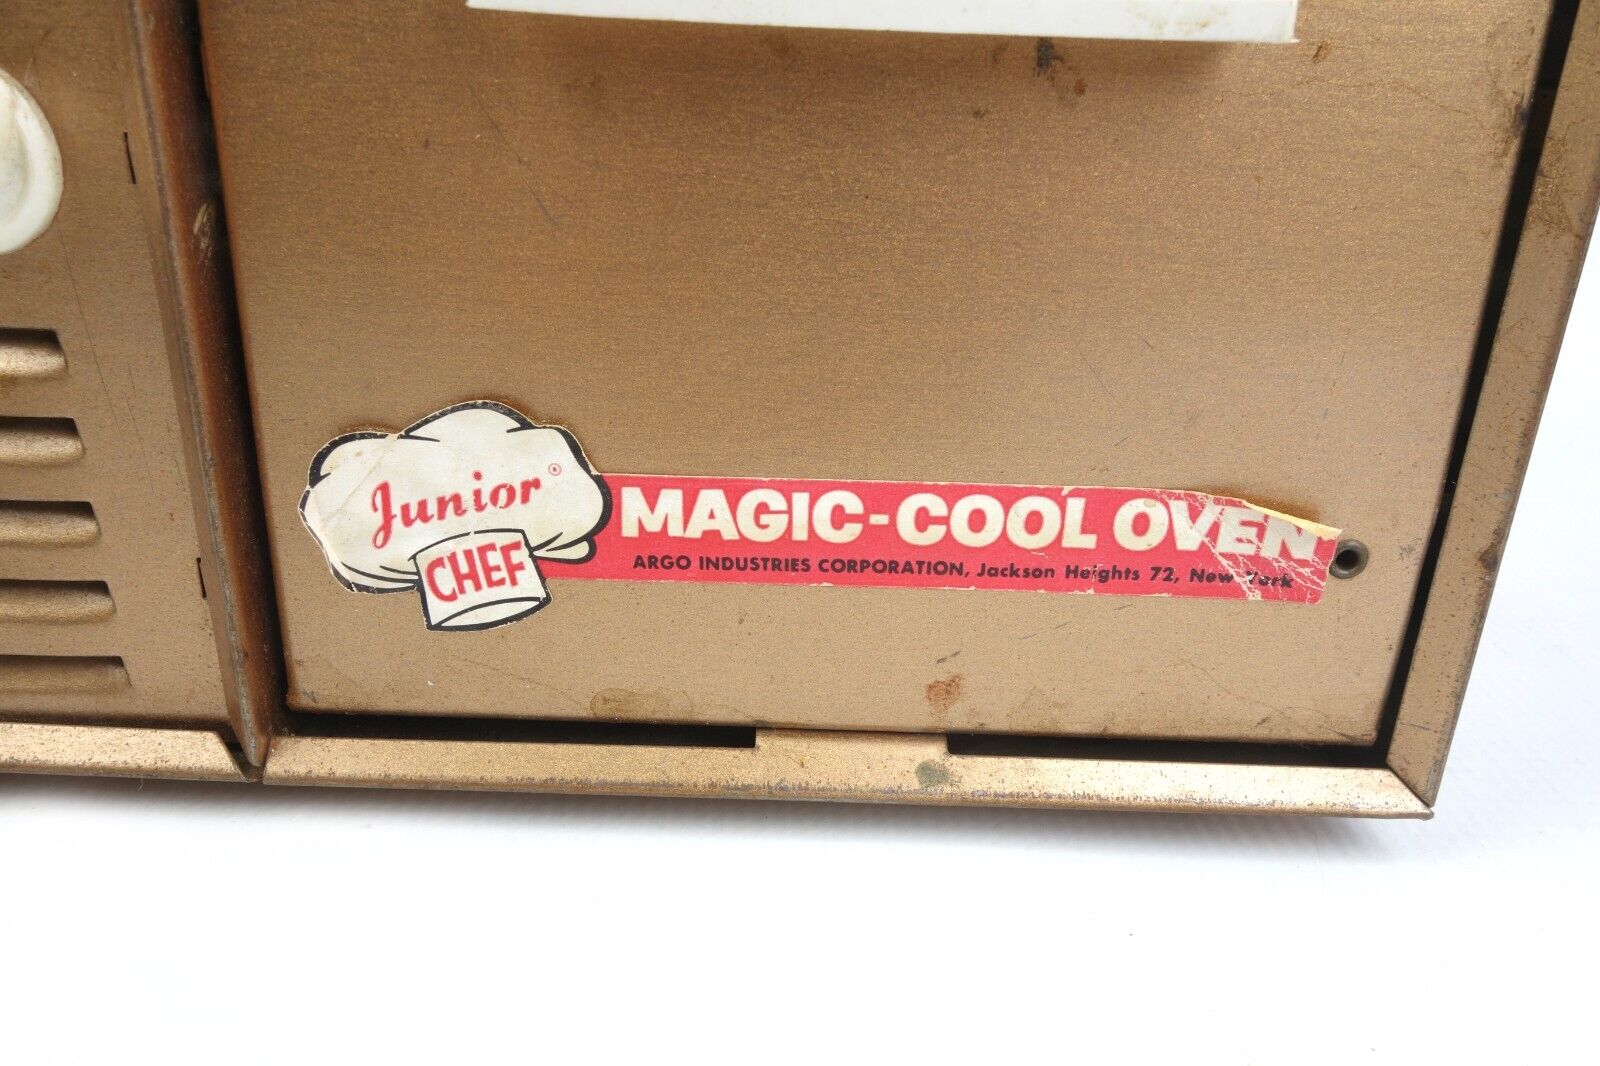 Junior ®
CHEF
MAGIC-COOL OVEN
ARGO INDUSTRIES CORPORATION, Jackson Heights 72, New York